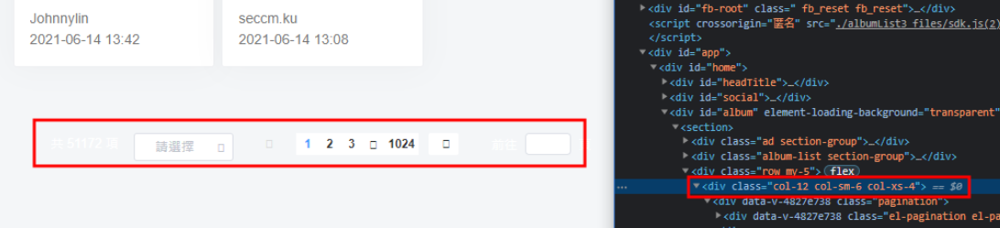 Johnnylin
2021-06-14 13:42
seccm.ku
2021-06-14 13:08
共 51172 項
請選擇
1 2 3 1024
前往
▶<div id="fb-root" class=" fb_reset fb_reset">…</div>
<script crossorigin="匿名" src="./albumList3_files/sdk.js(2)
</script>
▼<div id="app">
▼<div id="home">
▶<div id="headTitle">…</div>
▶<div id="social">…</div>
▼<div id="album" element-loading-background="transparent"
▼<section>
▶<div class="ad section-group">…</div>
▶<div class="album-list section-group">…</div>
▼<div class="row my-5"> flex
… ▼<div class="col-12 col-sm-6 col-xs-4"> == $0
▼<div data-v-4827e738 class="pagination">
▶<div data-v-4827e738 class="el-pagination el-pa